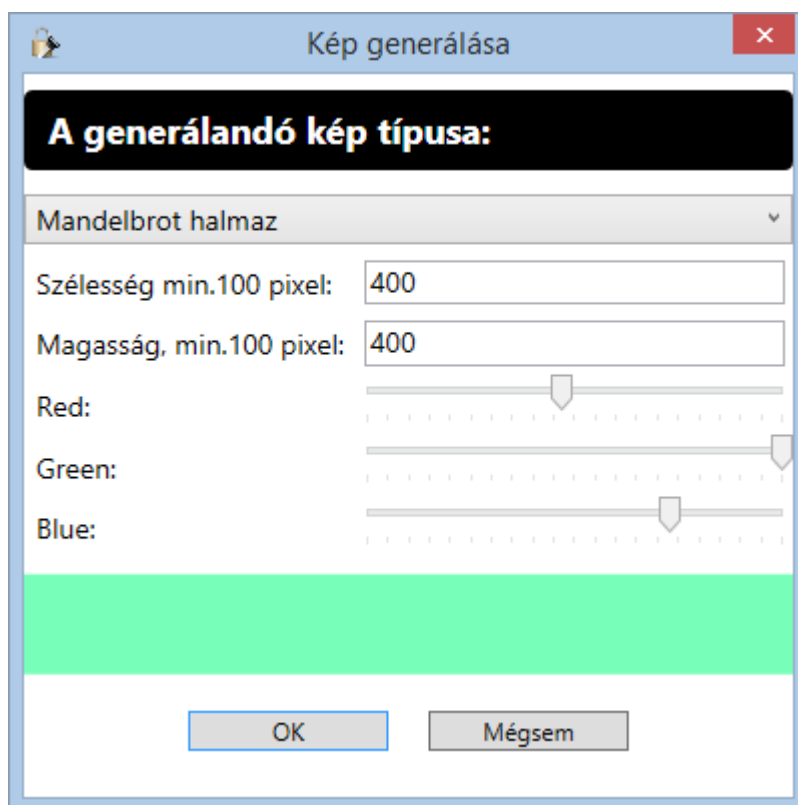 Kép generálása
A generálandó kép típusa:
Mandelbrot halmaz
Szélesség min.100 pixel: 400
Magasság, min.100 pixel: 400
Red:
Green:
Blue:
OK Mégsem